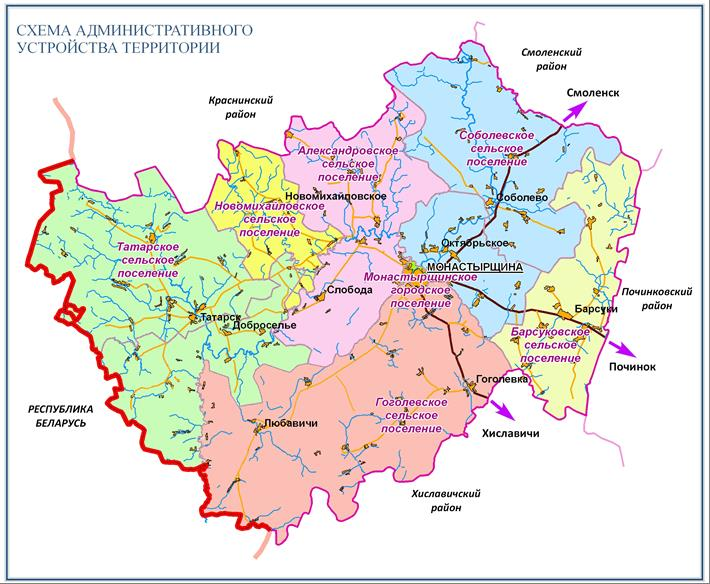 СХЕМА АДМИНИСТРАТИВНОГО
УСТРОЙСТВА ТЕРРИТОРИИ
Смоленский
район
Смоленск
Краснинский
район
Соболевское
сельское
поселение
Александровское
сельское
поселение
Новомихайловское
Соболево
Новомихайловское
сельское
поселение
Татарское
сельское
поселение
Октябрьское
МОНАСТЫРЩИНА
Монастырщинское
городское
поселение
Слобода
Починковский
район
Татарск
Доброселье
Барсуки
Барсуковское
сельское
поселение
Починок
Гоголевка
РЕСПУБЛИКА
БЕЛАРУСЬ
Гоголевское
сельское
поселение
Любавичи
Хиславичи
Хиславичский
район